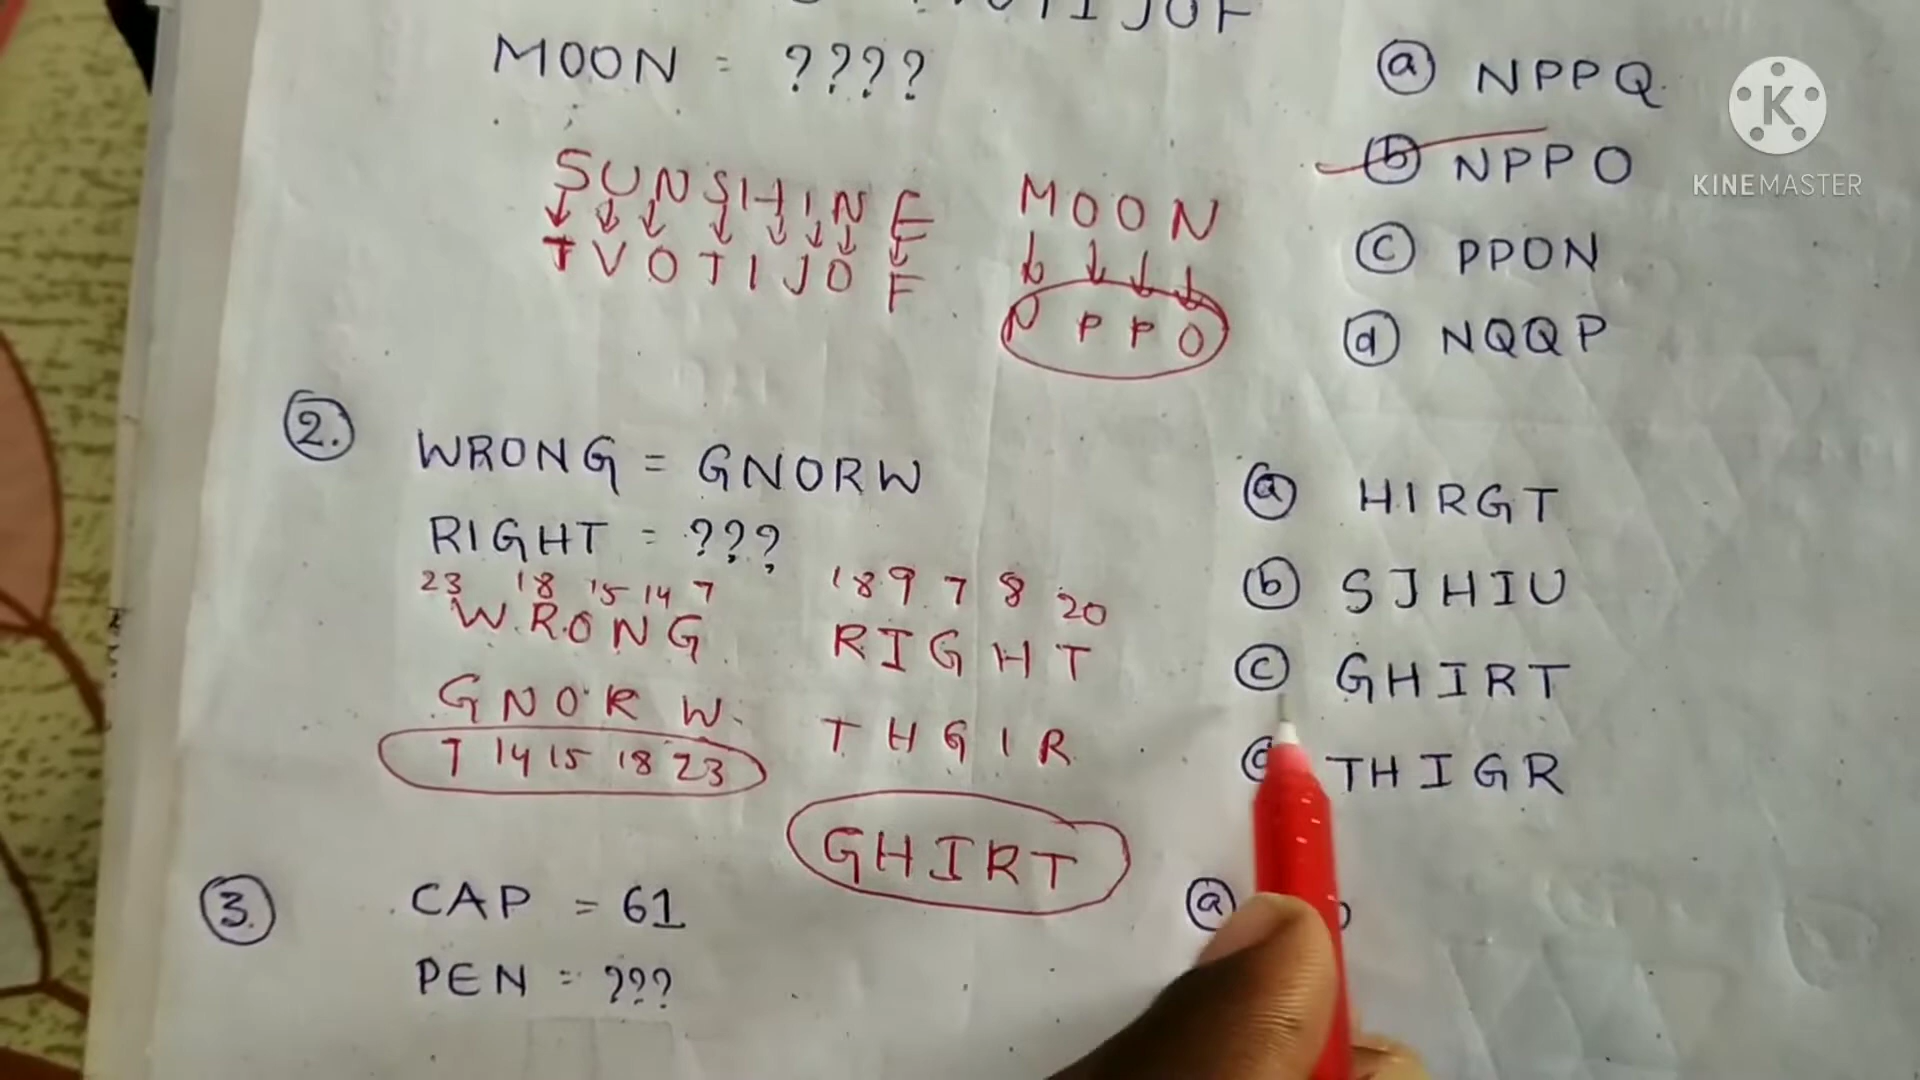 MOON = ????
(a) NPPQ
(b) NPPO
(c) PPON
(d) NQQP
SUNSHINE
TVOTIJOF
MOON
NPPO
KINEMASTER
(2.) WRONG = GNORW
RIGHT = ???
(a) HIRGT
(b) SJHIU
(c) GHIRT
THIGR
23 18 15 14 7
WRONG
GNORW
7 14 15 18 23
18 9 7 8 20
RIGHT
THGIR
GHIRT
(3.) CAP = 61
PEN = ???
(a)